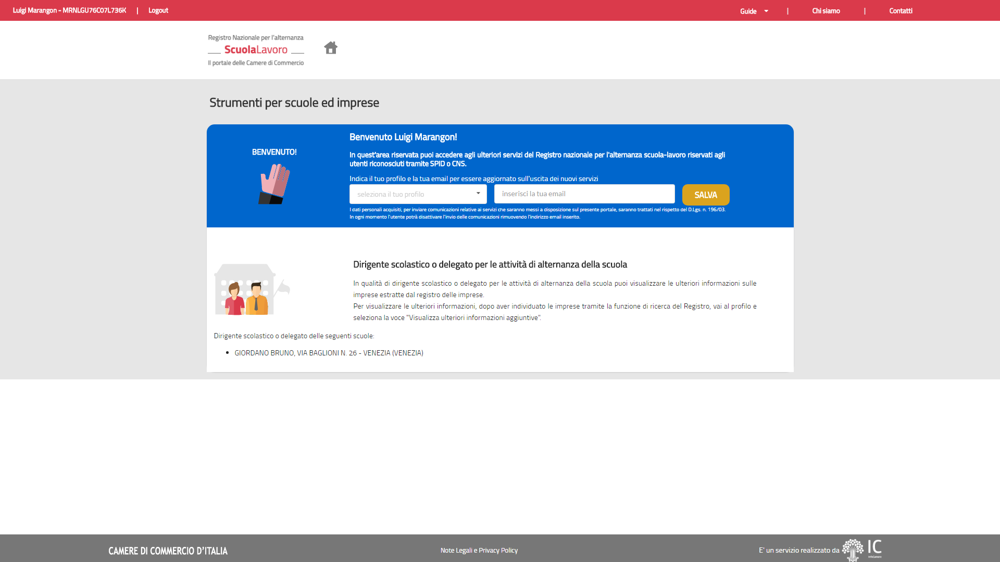 Luigi Marangon - MRNLGU76C07L736K | Logout
Guide | Chi siamo | Contatti
Registro Nazionale per l'alternanza
ScuolaLavoro
Il portale delle Camere di Commercio
Strumenti per scuole ed imprese
BENVENUTO!
Benvenuto Luigi Marangon!
In quest'area riservata puoi accedere agli ulteriori servizi del Registro nazionale per l'alternanza scuola-lavoro riservati agli
utenti riconosciuti tramite SPID o CNS.
Indica il tuo profilo e la tua email per essere aggiornato sull'uscita dei nuovi servizi
seleziona il tuo profilo
inserisci la tua email
SALVA
I dati personali acquisiti, per inviare comunicazioni relative ai servizi che saranno messi a disposizione sul presente portale, saranno trattati nel rispetto del D.Lgs. n. 196/03.
In ogni momento l'utente potrà disattivare l'invio delle comunicazioni rimuovendo l'indirizzo email inserito.
Dirigente scolastico o delegato per le attività di alternanza della scuola
In qualità di dirigente scolastico o delegato per le attività di alternanza della scuola puoi visualizzare le ulteriori informazioni sulle
imprese estratte dal registro delle imprese.
Per visualizzare le ulteriori informazioni, dopo aver individuato le imprese tramite la funzione di ricerca del Registro, vai al profilo e
seleziona la voce "Visualizza ulteriori informazioni aggiuntive".
Dirigente scolastico o delegato delle seguenti scuole:
• GIORDANO BRUNO, VIA BAGLIONI N. 26 - VENEZIA (VENEZIA)
CAMERE DI COMMERCIO D'ITALIA
Note Legali e Privacy Policy
E' un servizio realizzato da
IC
InfoCamere